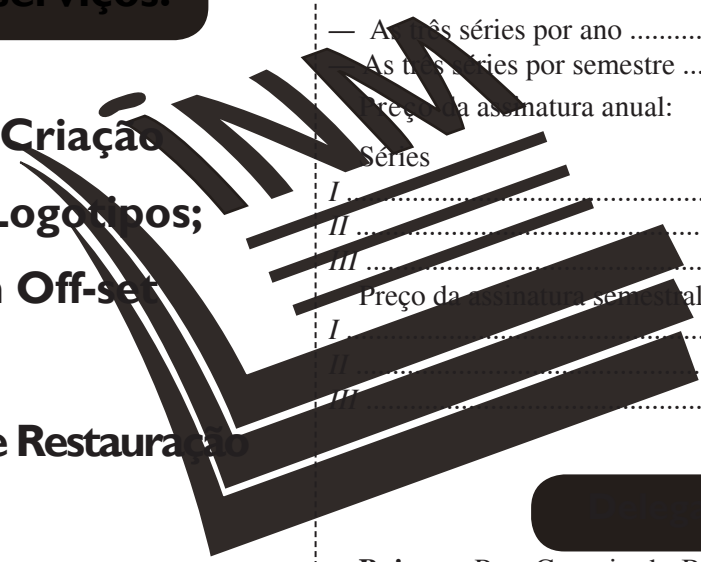 serviços:
Criação
Logotipos;
Off-set
e Restauração
INM
— As três séries por ano ..........
— As três séries por semestre ...
Preço da assinatura anual:
Séries
I ..................................................
II ..................................................
III ..................................................
Preço da assinatura semestral
I ..................................................
II ..................................................
III ..................................................